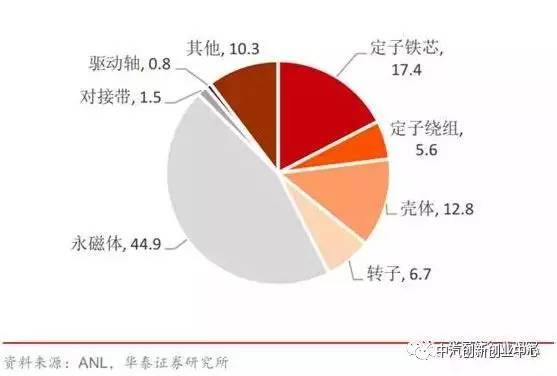 其他, 10.3
定子铁芯,
17.4
驱动轴, 0.8
对接带, 1.5
定子绕组,
5.6
壳体, 12.8
永磁体, 44.9
转子, 6.7
中汽创新创业中心
资料来源：ANL，华泰证券研究所